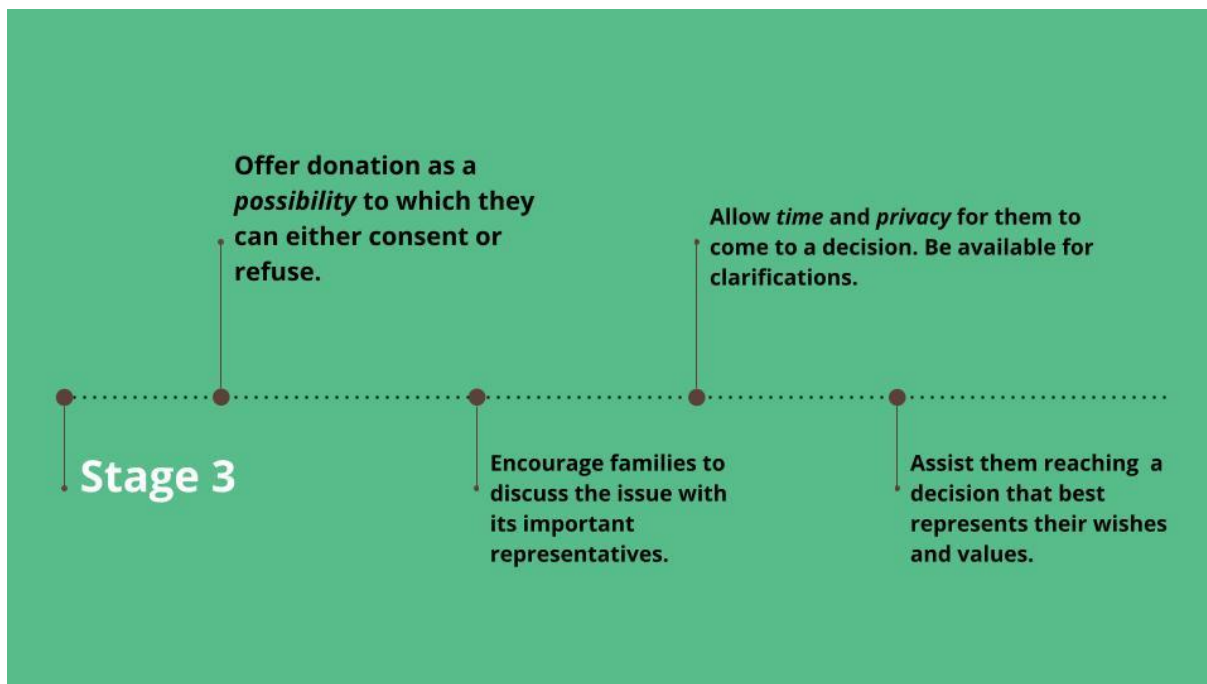 Stage 3
Offer donation as a
possibility to which they
can either consent or
refuse.
Encourage families to
discuss the issue with
its important
representatives.
Allow time and privacy for them to
come to a decision. Be available for
clarifications.
Assist them reaching  a
decision that best
represents their wishes
and values.